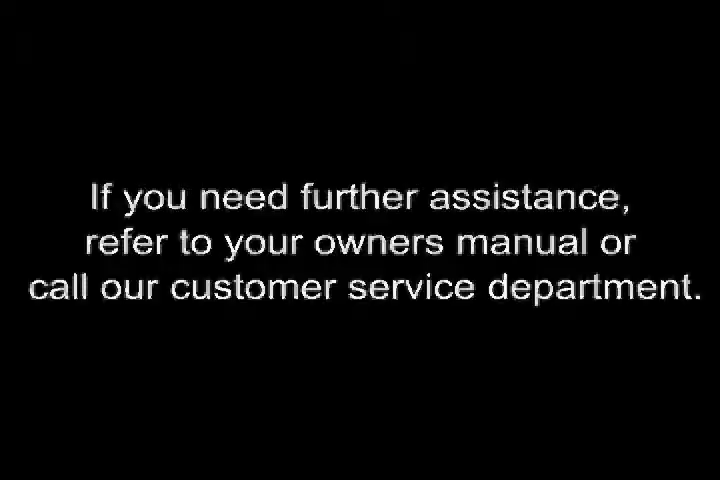 If you need further assistance,
refer to your owners manual or
call our customer service department.